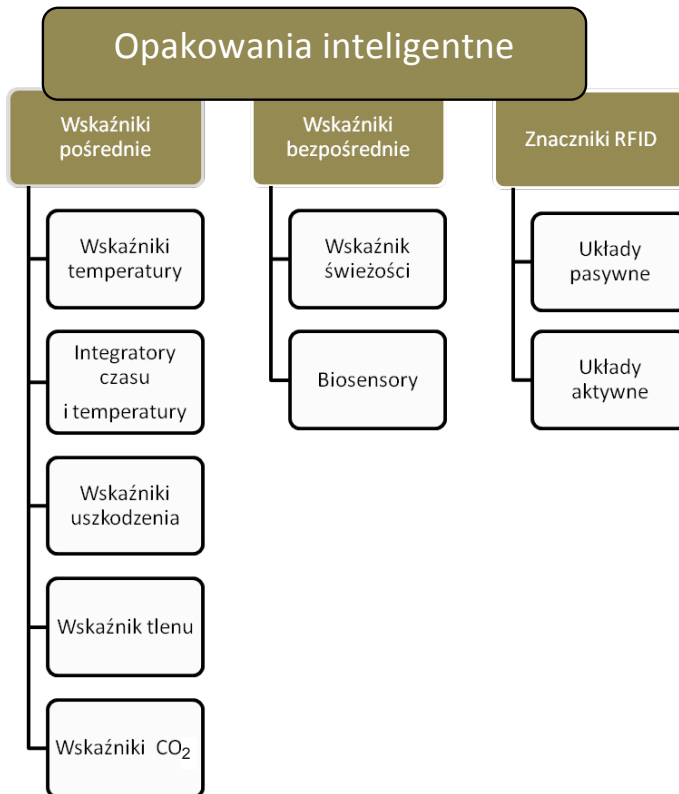 Opakowania inteligentne
Wskaźniki
pośrednie
Wskaźniki
temperatury
Integratory
czasu
i temperatury
Wskaźniki
uszkodzenia
Wskaźnik tlenu
Wskaźniki CO₂
Wskaźniki
bezpośrednie
Wskaźnik
świeżości
Biosensory
Znaczniki RFID
Układy
pasywne
Układy
aktywne